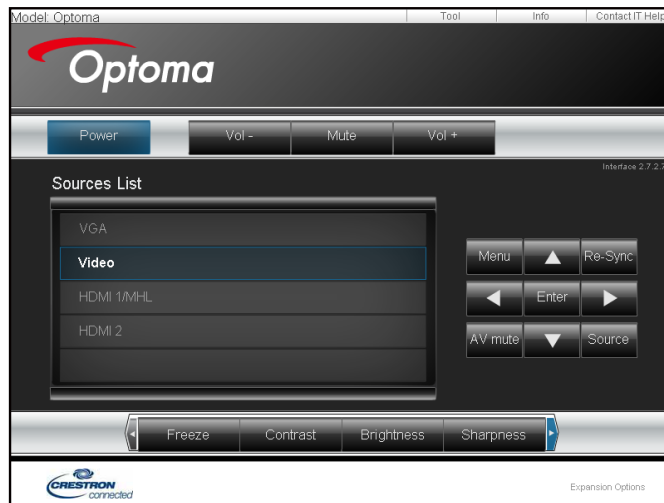 Model: Optoma
Tool Info Contact IT Help
Optoma
Power Vol - Mute Vol +
Interface 2.7.2.7
Sources List
VGA
Video
HDMI 1/MHL
HDMI 2
Menu Re-Sync
Enter
AV mute Source
Freeze Contrast Brightness Sharpness
CRESTRON
connected
Expansion Options